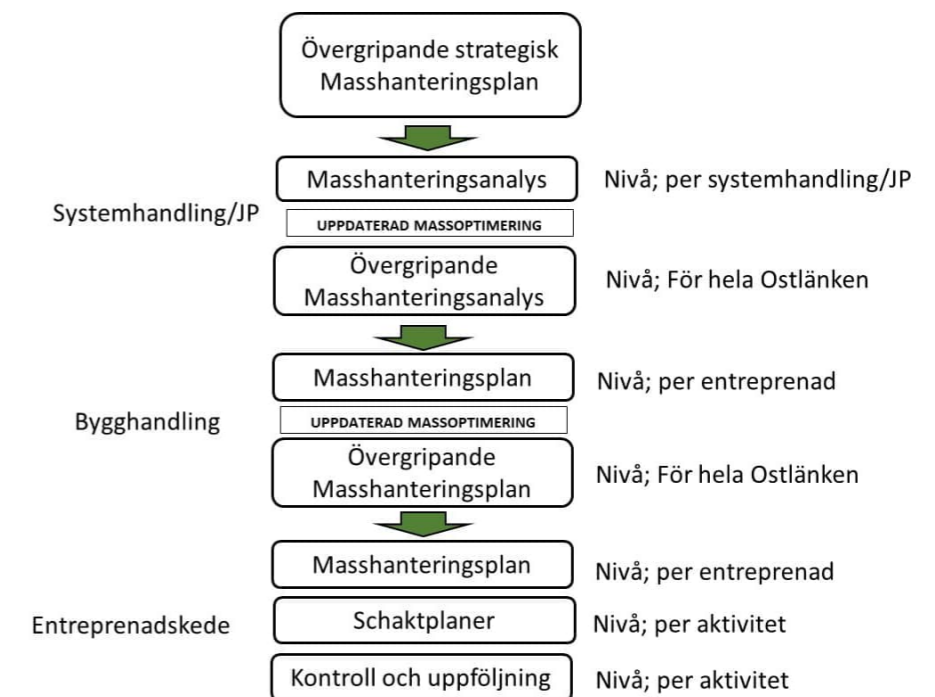 Övergripande strategisk
Masshanteringsplan
Masshanteringsanalys
Nivå; per systemhandling/JP
Systemhandling/JP
UPPDATERAD MASSOPTIMERING
Övergripande
Masshanteringsanalys
Nivå; För hela Ostlänken
Masshanteringsplan
Nivå; per entreprenad
Bygghandling
UPPDATERAD MASSOPTIMERING
Övergripande
Masshanteringsplan
Nivå; För hela Ostlänken
Masshanteringsplan
Nivå; per entreprenad
Entreprenadskede
Schaktplaner
Nivå; per aktivitet
Kontroll och uppföljning
Nivå; per aktivitet